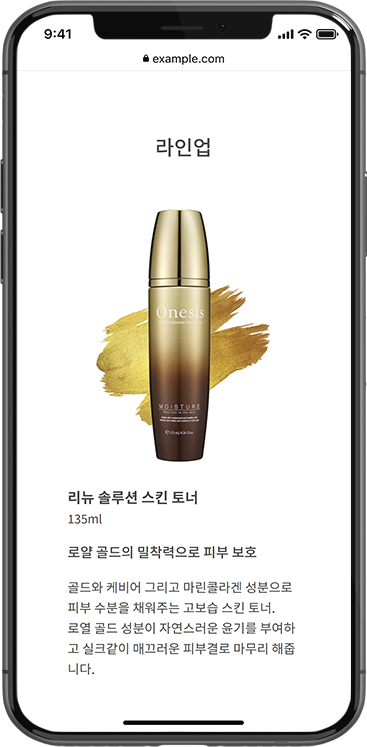 9:41
example.com
라인업
Onesis
MOISTURE
리뉴 솔루션 스킨 토너
135ml
로얄 골드의 밀착력으로 피부 보호
골드와 케비어 그리고 마린콜라겐 성분으로
피부 수분을 채워주는 고보습 스킨 토너.
로열 골드 성분이 자연스러운 윤기를 부여하
고 실크같이 매끄러운 피부결로 마무리 해줍
니다.